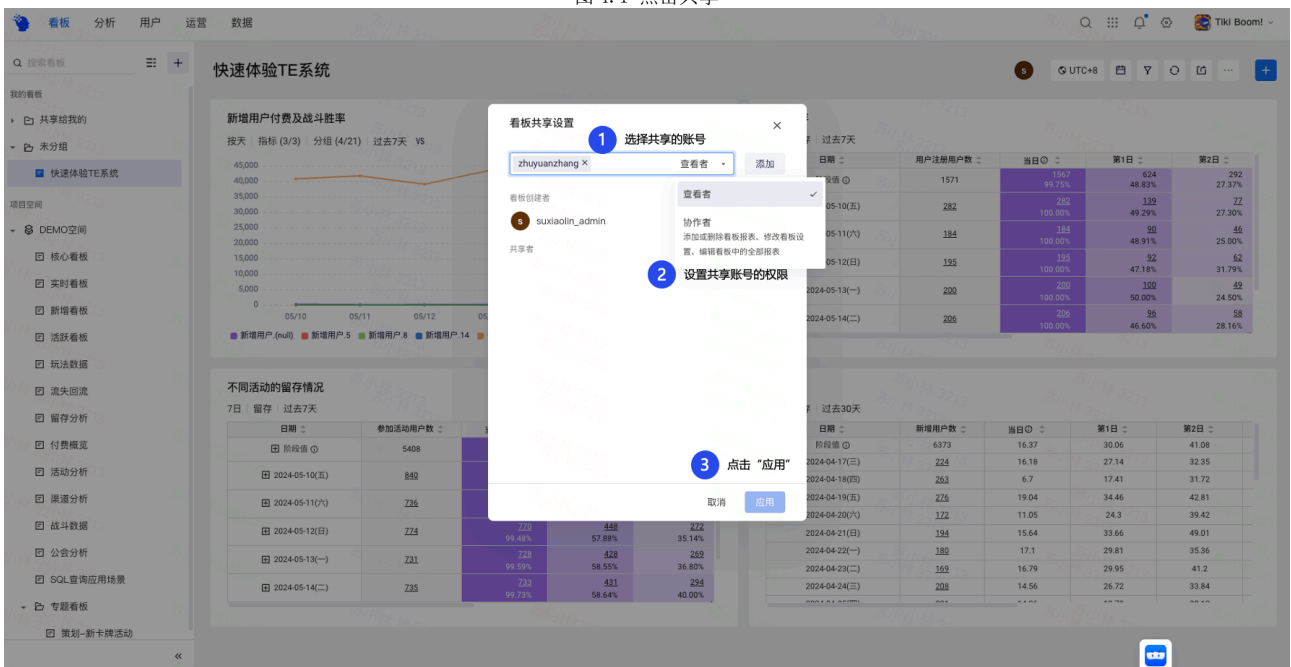 图 4.1 点击共享
看板 分析 用户 运营 数据
TIki Boom!
搜索看板
快速体验TE系统
UTC+8
我的看板
共享给我的
未分组
快速体验TE系统
项目空间
DEMO空间
核心看板
实时看板
新增看板
活跃看板
玩法数据
流失回流
留存分析
付费概览
活动分析
渠道分析
战斗数据
公会分析
SQL查询应用场景
专题看板
策划-新卡牌活动
新增用户付费及战斗胜率
按天 指标 (3/3) 分组 (4/21) 过去7天 VS
45,000
40,000
35,000
30,000
25,000
20,000
15,000
10,000
5,000
0
05/10 05/11 05/12 05
新增用户.(null) 新增用户.5 新增用户.8 新增用户.14
看板共享设置
1 选择共享的账号
zhuyuanzhang × 查看者 添加
看板创建者
s suxiaolin_admin
共享者
查看者
协作者
添加或删除看板报表、修改看板设
置、编辑看板中的全部报表
2 设置共享账号的权限
3 点击“应用”
取消 应用
过去7天
日期 用户注册用户数 当日 第1日 第2日
段值 1571 1567 624 292
99.75% 48.83% 27.37%
05-10(五) 282 282 139 77
100.00% 49.29% 27.30%
05-11(六) 184 184 90 46
100.00% 48.91% 25.00%
05-12(日) 195 195 92 62
100.00% 47.18% 31.79%
2024-05-13(一) 200 200 100 49
100.00% 50.00% 24.50%
2024-05-14(二) 206 206 96 58
100.00% 46.60% 28.16%
不同活动的留存情况
7日 留存 过去7天
日期 参加活动用户数
阶段值 5408
2024-05-10(五) 840
2024-05-11(六) 736
2024-05-12(日) 774 770 448 272
99.48% 57.88% 35.14%
2024-05-13(一) 731 728 428 269
99.59% 58.55% 36.80%
2024-05-14(二) 735 733 431 294
99.73% 58.64% 40.00%
过去30天
日期 新增用户数 当日 第1日 第2日
阶段值 6373 16.37 30.06 41.08
2024-04-17(三) 224 16.18 27.14 32.35
2024-04-18(四) 263 6.7 17.41 31.72
2024-04-19(五) 276 19.04 34.46 42.81
2024-04-20(六) 172 11.05 24.3 39.42
2024-04-21(日) 194 15.64 33.66 49.01
2024-04-22(一) 180 17.1 29.81 35.36
2024-04-23(二) 169 16.79 29.95 41.2
2024-04-24(三) 208 14.56 26.72 33.84